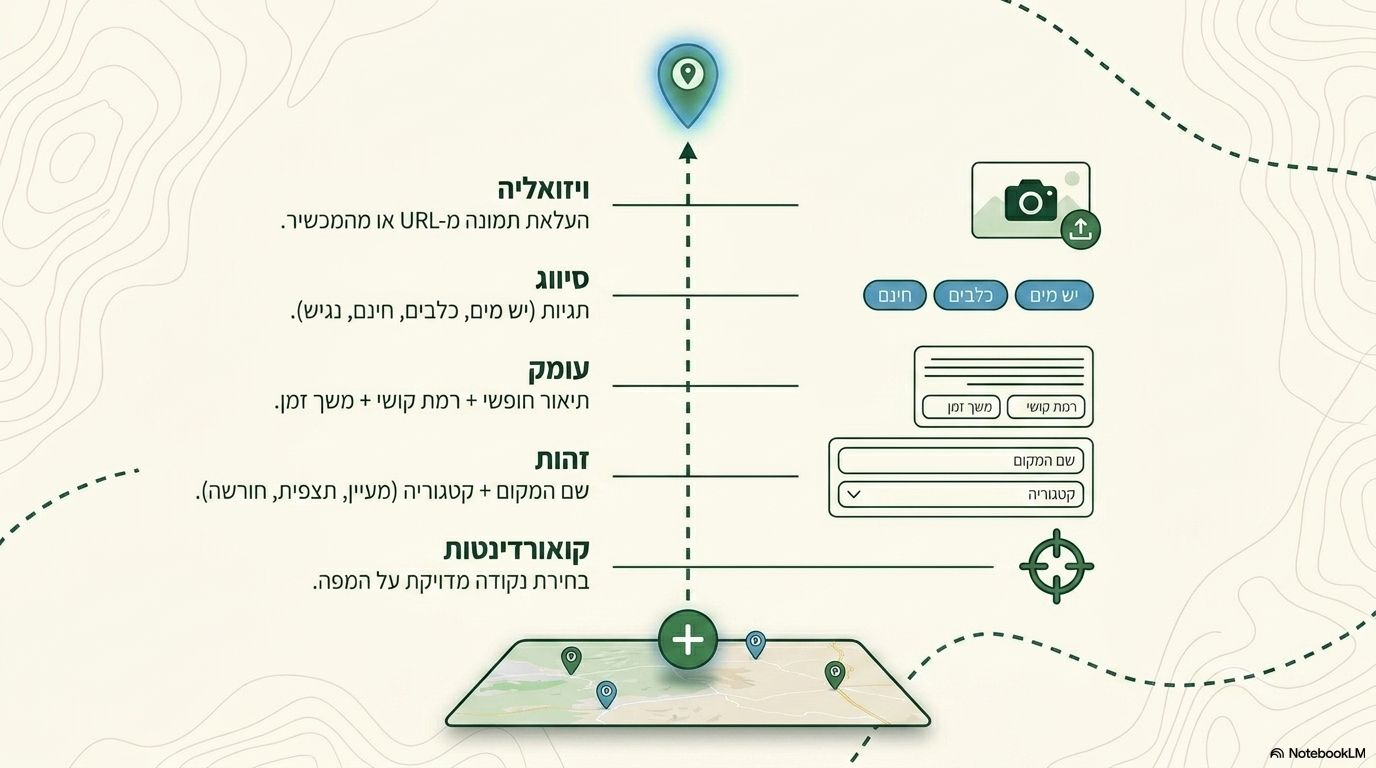 ויזואליה
העלאת תמונה מ-URL או מהמכשיר.
סיווג
תגיות (יש מים, כלבים, חינם, נגיש).
יש מים
כלבים
חינם
עומק
תיאור חופשי + רמת קושי + משך זמן.
רמת קושי
משך זמן
זהות
שם המקום + קטגוריה (מעיין, תצפית, חורשה).
שם המקום
קטגוריה
קואורדינטות
בחירת נקודה מדויקת על המפה.
NotebookLM